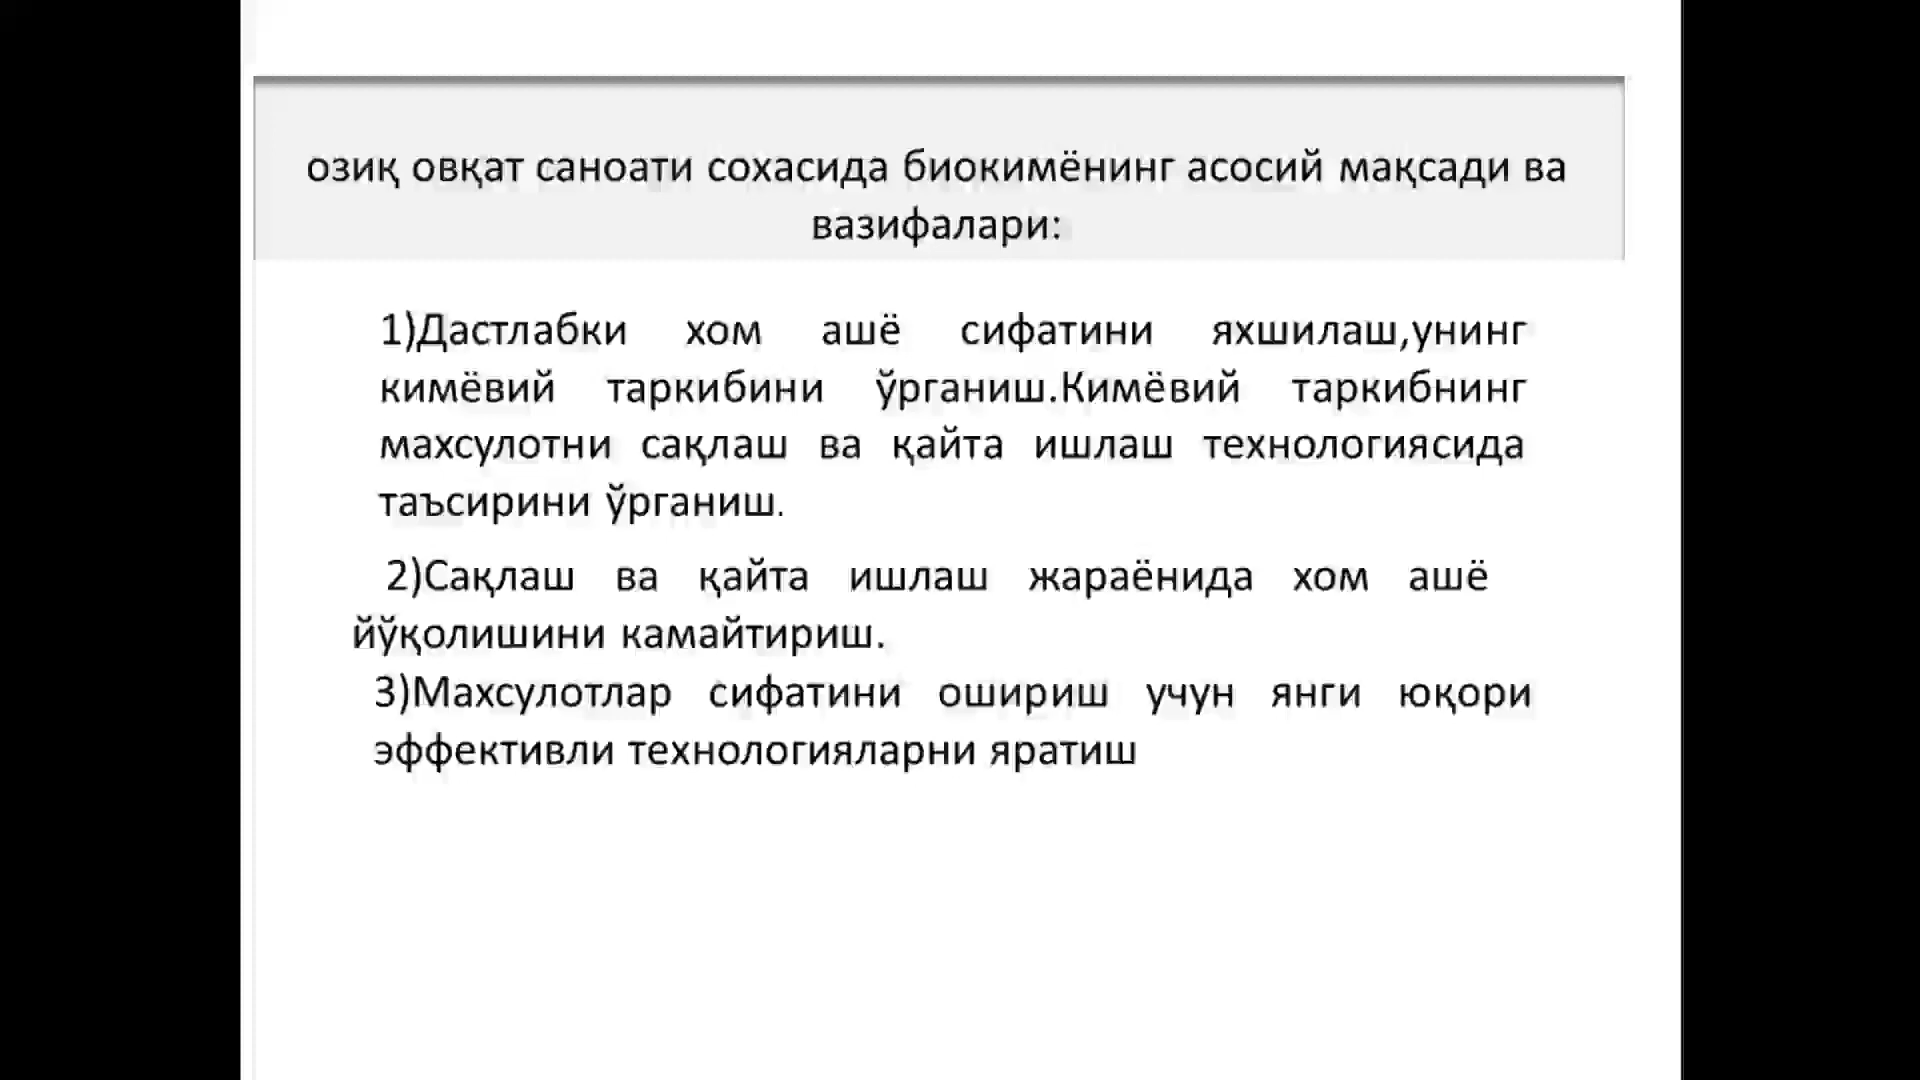 озиқ овқат саноати сохасида биокимёнинг асосий мақсади ва
вазифалари:
1)Дастлабки хом ашё сифатини яхшилаш,унинг
кимёвий таркибини ўрганиш.Кимёвий таркибнинг
махсулотни сақлаш ва қайта ишлаш технологиясида
таъсирини ўрганиш.
2)Сақлаш ва қайта ишлаш жараёнида хом ашё
йўқолишини камайтириш.
3)Махсулотлар сифатини ошириш учун янги юқори
эффективли технологияларни яратиш